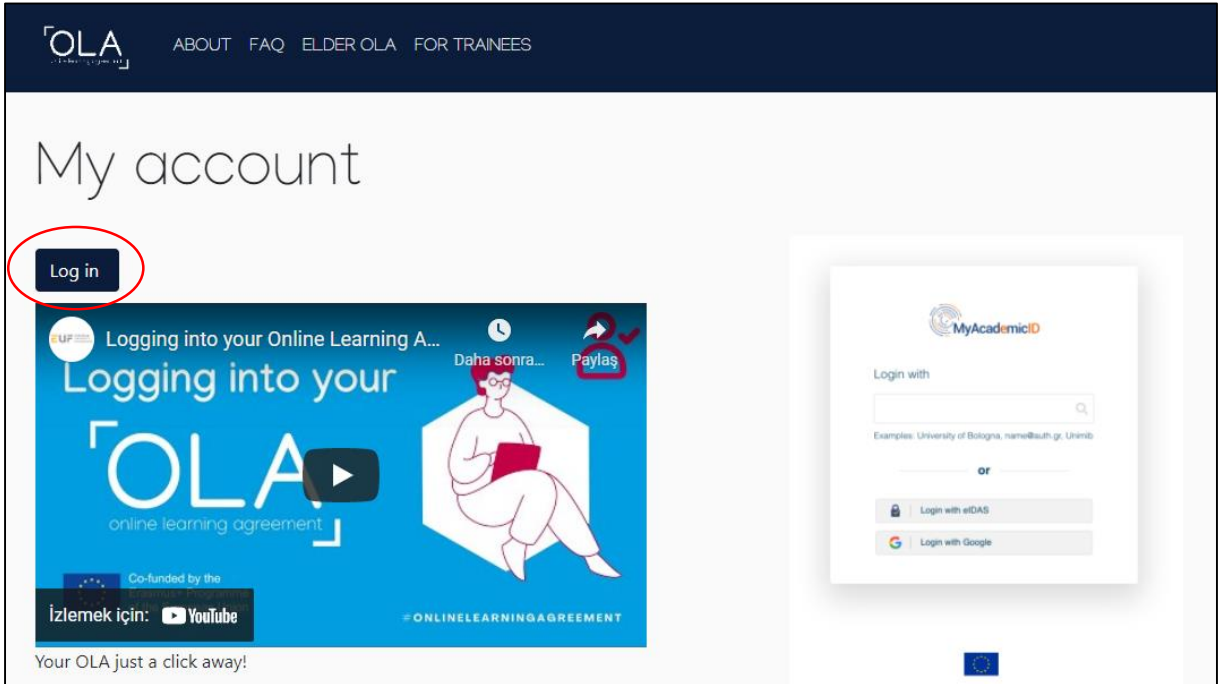 OLA
ABOUT FAQ ELDER OLA FOR TRAINEES
My account
Log in
Logging into your Online Learning A...
Daha sonra...
Paylaş
Logging into your
OLA
online learning agreement
Co-funded by the
Erasmus+ Programme
İzlemek için: YouTube
#ONLINELEARNINGAGREEMENT
Your OLA just a click away!
MyAcademicID
Login with
Examples: University of Bologna, name@auth.gr, Unimib
or
Login with eIDAS
Login with Google